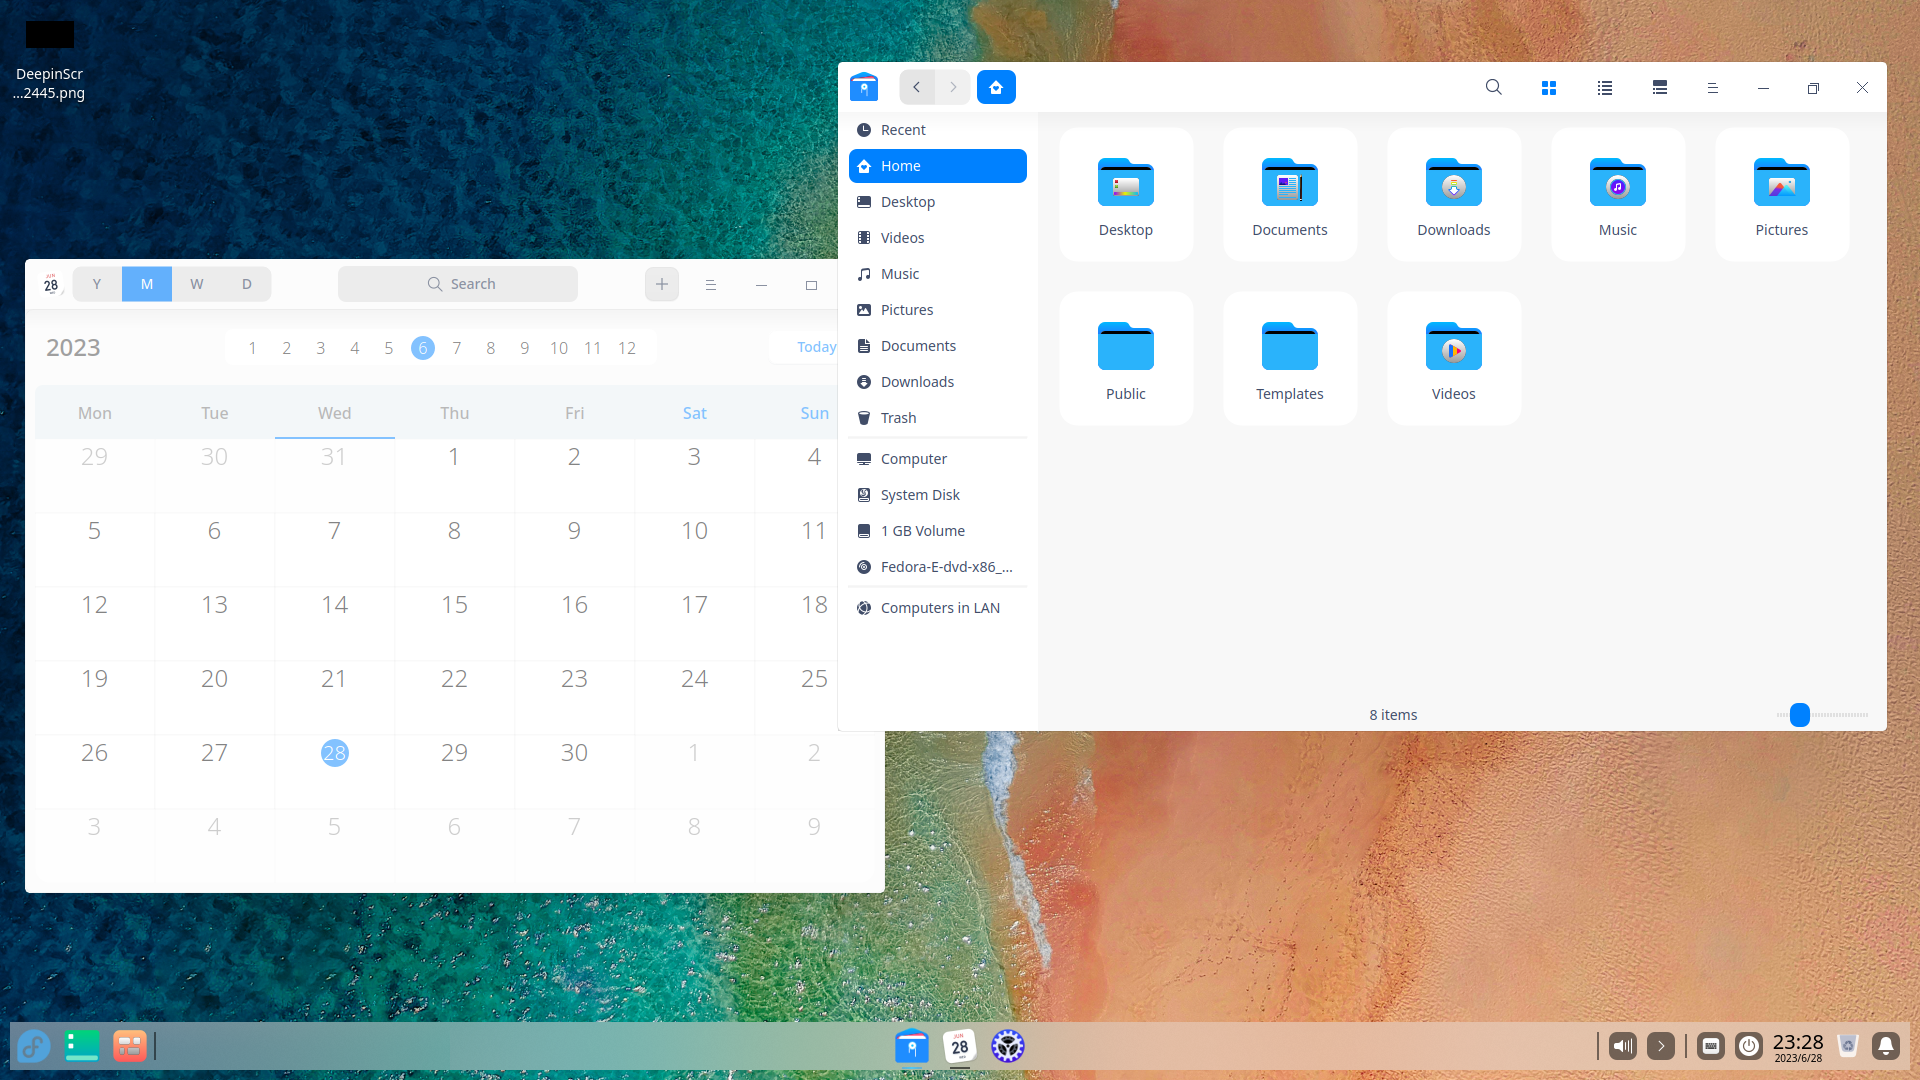 DeepinScr
...2445.png
Recent
Home
Desktop
Videos
Music
Pictures
Documents
Downloads
Trash
Computer
System Disk
1 GB Volume
Fedora-E-dvd-x86_...
Computers in LAN
Desktop Documents Downloads Music Pictures
Public Templates Videos
8 items
JUN
28
Y M W D
Search
2023
1 2 3 4 5 6 7 8 9 10 11 12
Today
Mon Tue Wed Thu Fri Sat Sun
29 30 31 1 2 3 4
5 6 7 8 9 10 11
12 13 14 15 16 17 18
19 20 21 22 23 24 25
26 27 28 29 30 1 2
3 4 5 6 7 8 9
JUN
28
23:28
2023/6/28